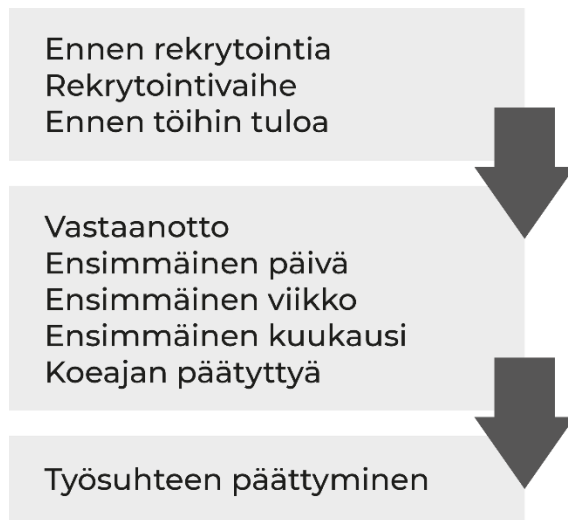 Ennen rekrytointia
Rekrytointivaihe
Ennen töihin tuloa
Vastaanotto
Ensimmäinen päivä
Ensimmäinen viikko
Ensimmäinen kuukausi
Koeajan päätyttyä
Työsuhteen päättyminen